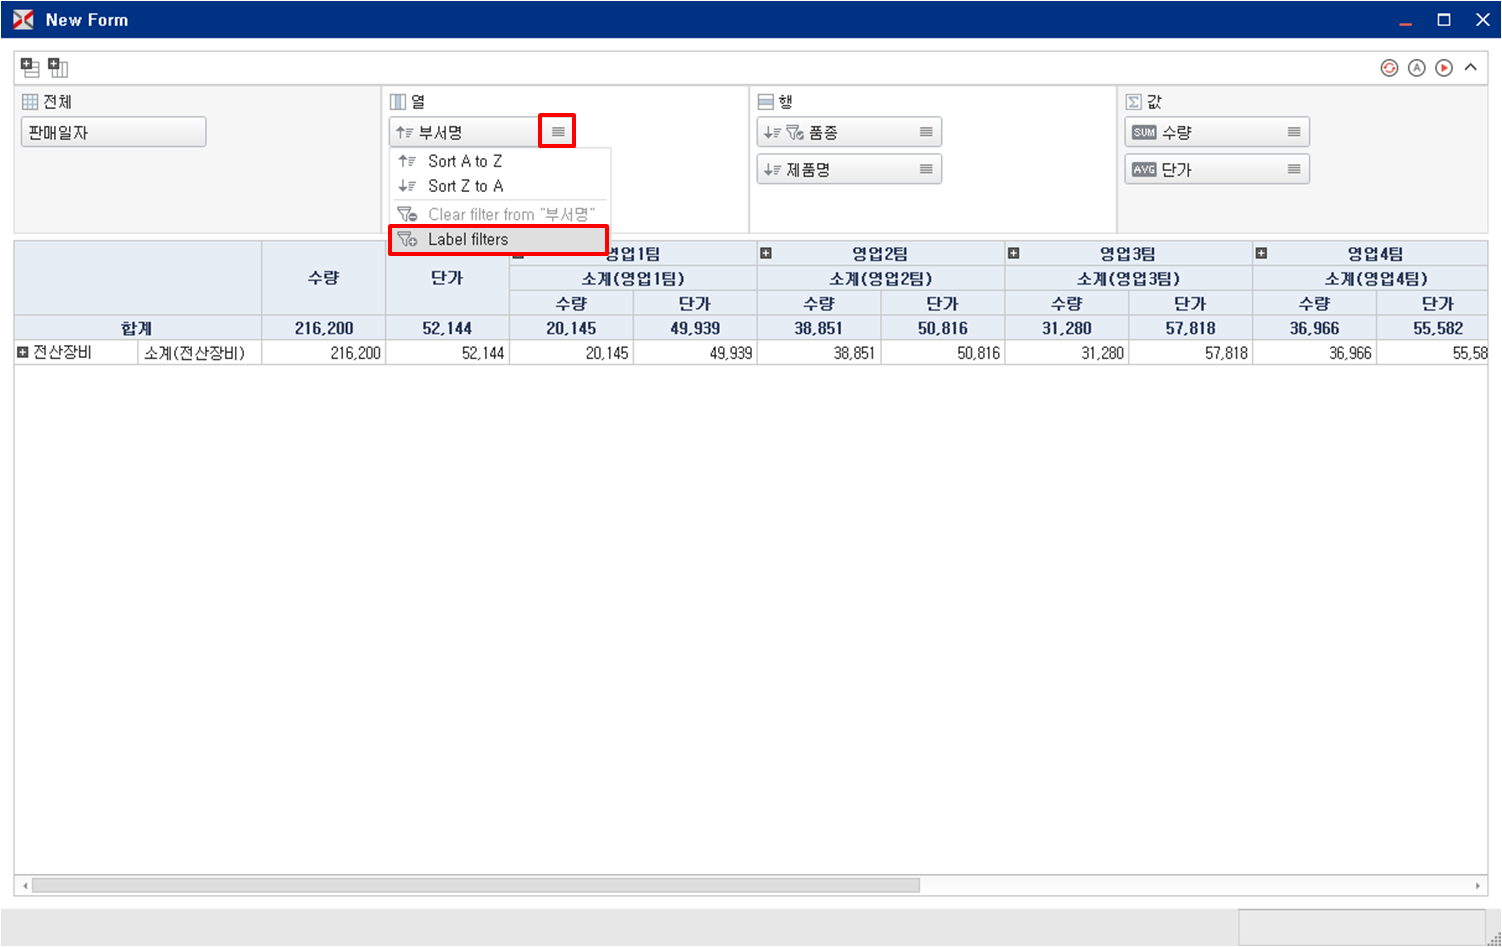 New Form
전체
열
행
값
판매일자
부서명
품종
SUM 수량
Sort A to Z
제품명
AVG 단가
Sort Z to A
Clear filter from "부서명"
Label filters
영업1팀 영업2팀 영업3팀 영업4팀
수량 단가 소계(영업1팀) 소계(영업2팀) 소계(영업3팀) 소계(영업4팀)
수량 단가 수량 단가 수량 단가 수량 단가
합계 216,200 52,144 20,145 49,939 38,851 50,816 31,280 57,818 36,966 55,582
전산장비 소계(전산장비) 216,200 52,144 20,145 49,939 38,851 50,816 31,280 57,818 36,966 55,58